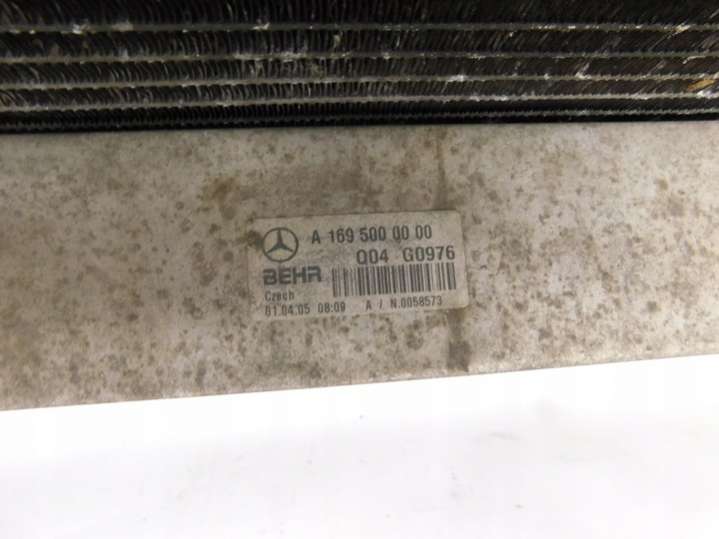 A 169 500 00 00
Q04 G0976
BEHR
Czech
01.04.05 08:09 A / N.0058573